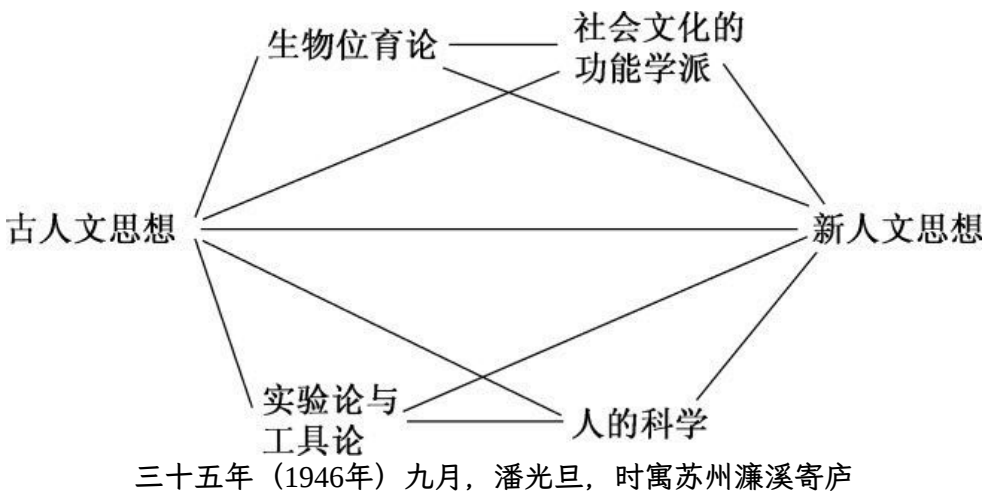 生物位育论
社会文化的
功能学派
古人文思想
新人文思想
实验论与
工具论
人的科学
三十五年（1946年）九月，潘光旦，时寓苏州濂溪寄庐